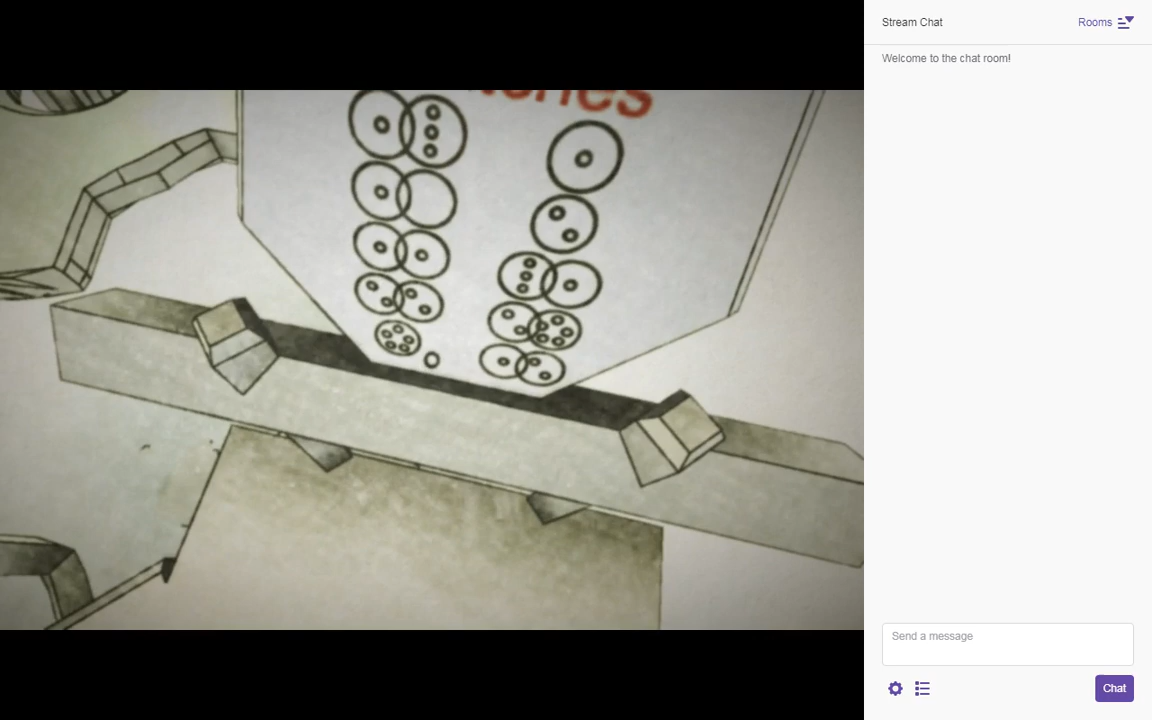 Stream Chat
Rooms
Welcome to the chat room!
Send a message
Chat